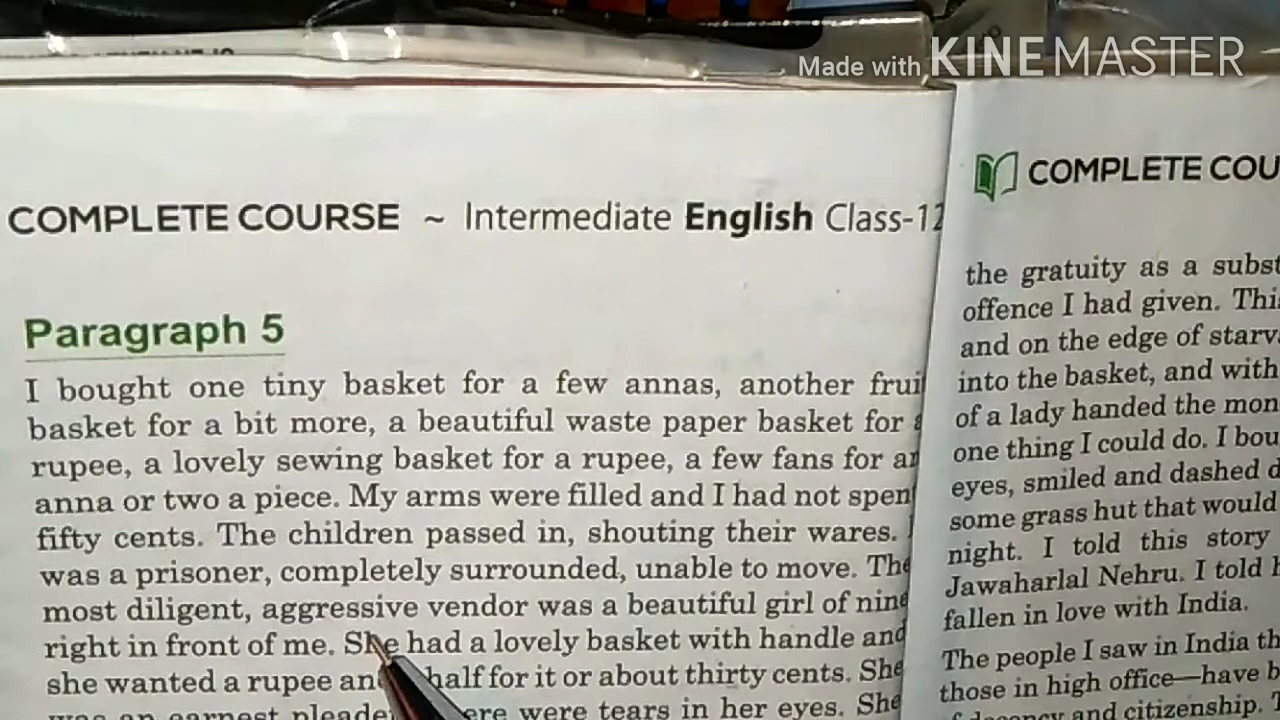 Made with KINEMASTER
COMPLETE COURSE ~ Intermediate English Class-12
Paragraph 5
I bought one tiny basket for a few annas, another frui
basket for a bit more, a beautiful waste paper basket for a
rupee, a lovely sewing basket for a rupee, a few fans for an
anna or two a piece. My arms were filled and I had not spent
fifty cents. The children passed in, shouting their wares. I
was a prisoner, completely surrounded, unable to move. The
most diligent, aggressive vendor was a beautiful girl of nine
right in front of me. She had a lovely basket with handle and
she wanted a rupee and half for it or about thirty cents. She
was an earnest pleader. were tears in her eyes. She
COMPLETE COU
the gratuity as a subst
offence I had given. This
and on the edge of starv
into the basket, and with
of a lady handed the mon
one thing I could do. I bou
eyes, smiled and dashed d
some grass hut that would
night. I told this story
Jawaharlal Nehru. I told h
fallen in love with India.
The people I saw in India th
those in high office—have b
of decency and citizenship.